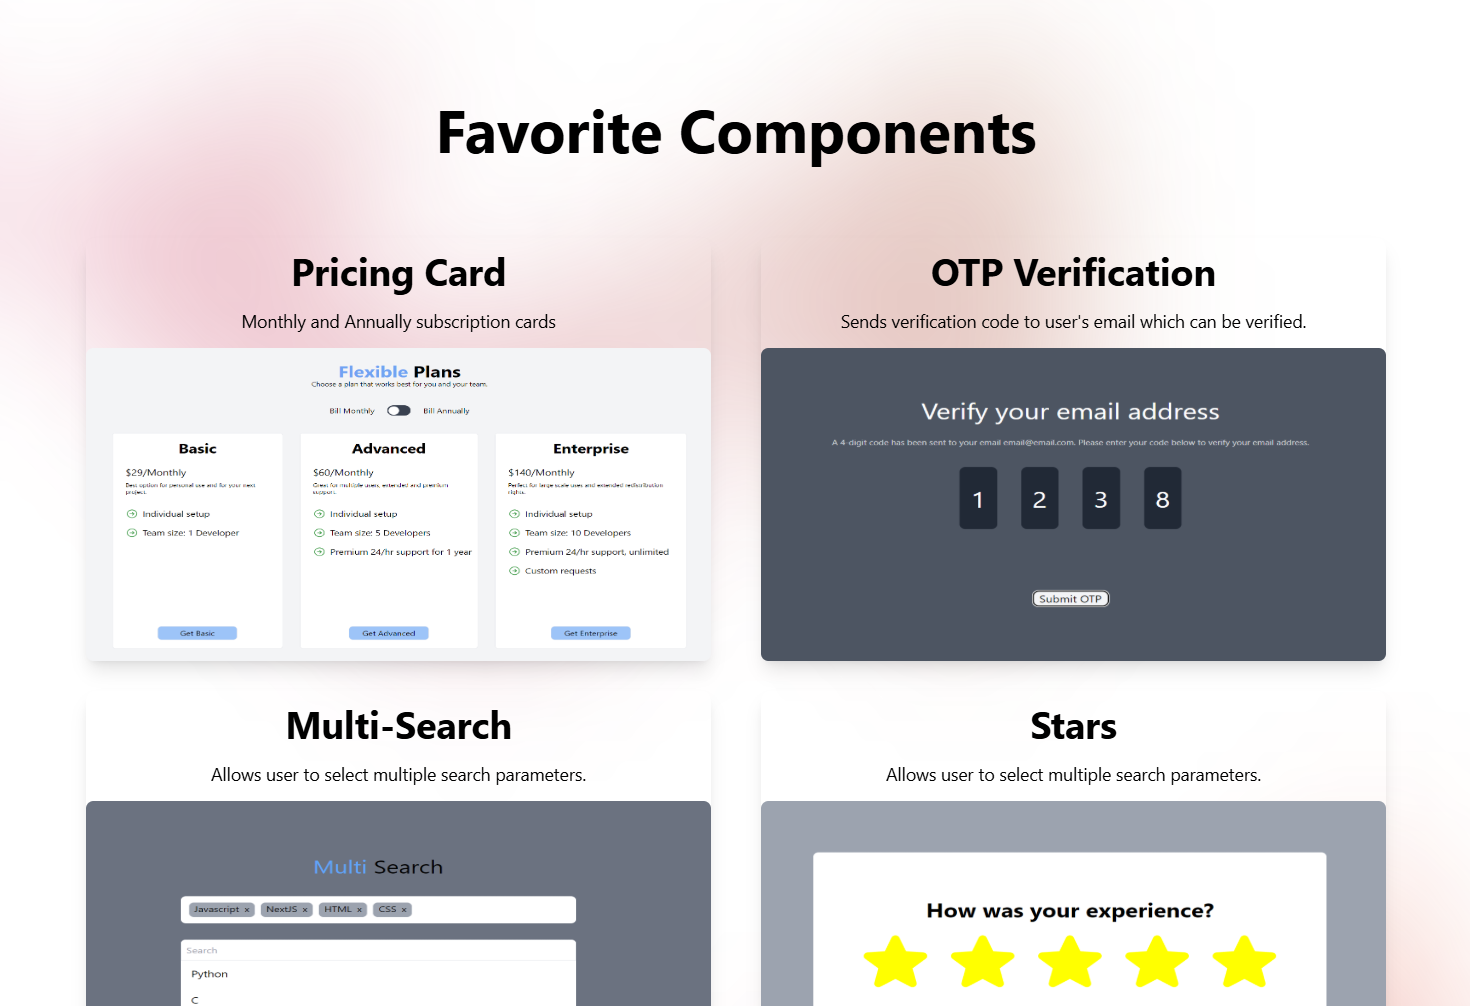 Favorite Components
Pricing Card
Monthly and Annually subscription cards
Flexible Plans
Choose a plan that works best for you and your team.
Bill Monthly Bill Annually
Basic
$29/Monthly
Best option for personal use and for your next
project.
Individual setup
Team size: 1 Developer
Get Basic
Advanced
$60/Monthly
Great for multiple users, extended and premium
support.
Individual setup
Team size: 5 Developers
Premium 24/hr support for 1 year
Get Advanced
Enterprise
$140/Monthly
Perfect for large scale uses and extended redistribution
rights.
Individual setup
Team size: 10 Developers
Premium 24/hr support, unlimited
Custom requests
Get Enterprise
OTP Verification
Sends verification code to user's email which can be verified.
Verify your email address
A 4-digit code has been sent to your email email@email.com. Please enter your code below to verify your email address.
1 2 3 8
Submit OTP
Multi-Search
Allows user to select multiple search parameters.
Multi Search
Javascript × NextJS × HTML × CSS ×
Search
Python
C
Stars
Allows user to select multiple search parameters.
How was your experience?